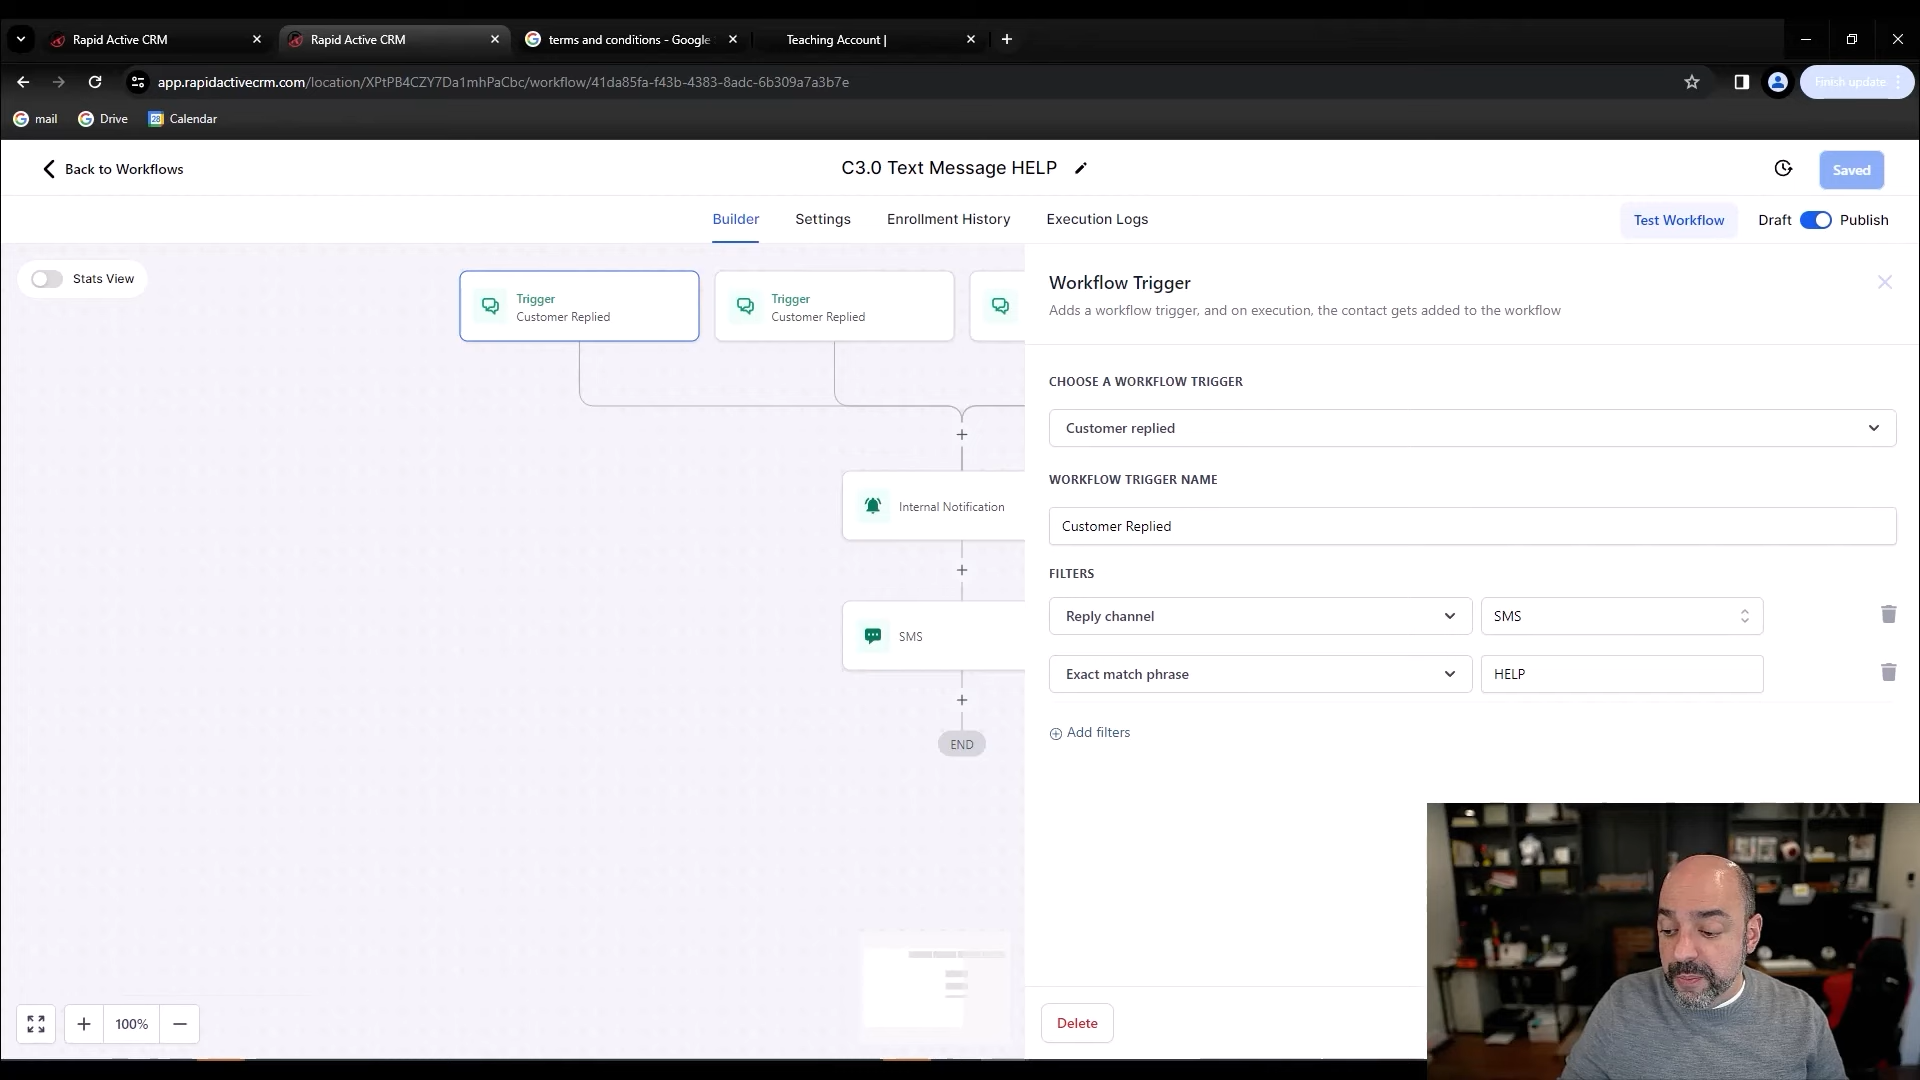 Rapid Active CRM
Rapid Active CRM
terms and conditions - Google
Teaching Account |
app.rapidactivecrm.com/location/XPtPB4CZY7Da1mhPaCbc/workflow/41da85fa-f43b-4383-8adc-6b309a7a3b7e
Finish update
mail
Drive
28
Calendar
Back to Workflows
C3.0 Text Message HELP
Saved
Builder
Settings
Enrollment History
Execution Logs
Test Workflow
Draft
Publish
Stats View
Trigger
Customer Replied
Trigger
Customer Replied
Internal Notification
SMS
END
100%
Workflow Trigger
Adds a workflow trigger, and on execution, the contact gets added to the workflow
CHOOSE A WORKFLOW TRIGGER
Customer replied
WORKFLOW TRIGGER NAME
Customer Replied
FILTERS
Reply channel
SMS
Exact match phrase
HELP
Add filters
Delete